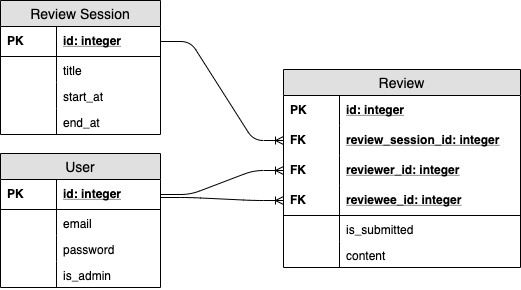 Review Session
PK id: integer
title
start_at
end_at
User
PK id: integer
email
password
is_admin
Review
PK id: integer
FK review_session_id: integer
FK reviewer_id: integer
FK reviewee_id: integer
is_submitted
content